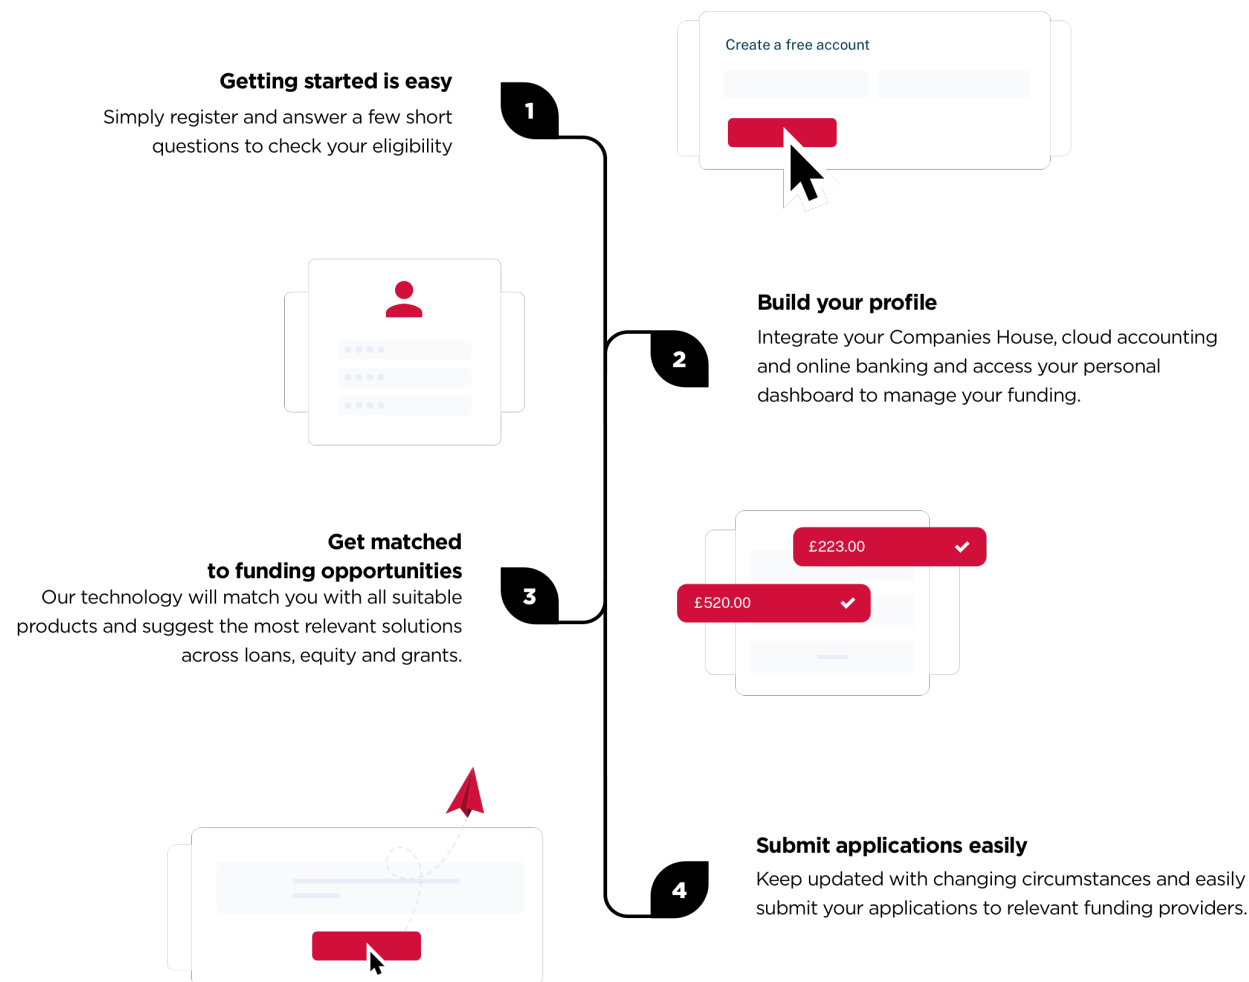 Create a free account
Getting started is easy
1
Simply register and answer a few short
questions to check your eligibility
Build your profile
2
Integrate your Companies House, cloud accounting
and online banking and access your personal
dashboard to manage your funding.
Get matched
to funding opportunities
3
Our technology will match you with all suitable
products and suggest the most relevant solutions
across loans, equity and grants.
£223.00
£520.00
Submit applications easily
4
Keep updated with changing circumstances and easily
submit your applications to relevant funding providers.